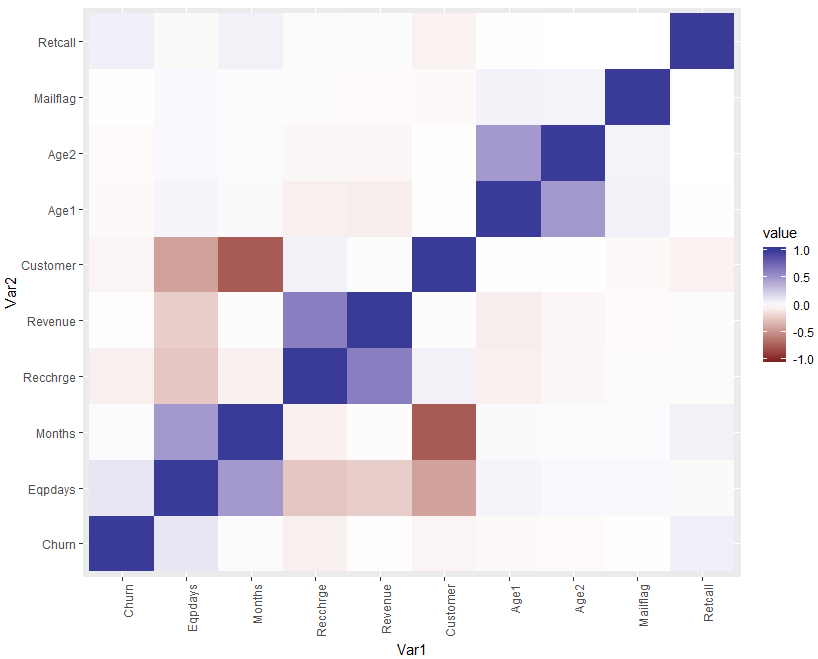 Retcall
Mailflag
Age2
Age1
Customer
Revenue
Recchrge
Months
Eqpdays
Churn
Var2
Churn
Eqpdays
Months
Recchrge
Revenue
Customer
Age1
Age2
Mailflag
Retcall
Var1
value
1.0
0.5
0.0
-0.5
-1.0